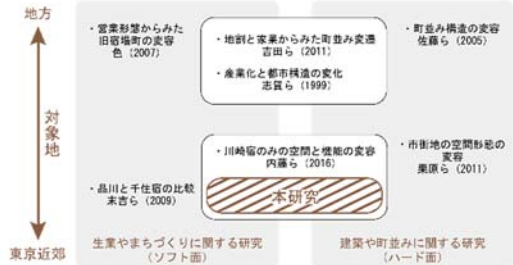 地方
対象地
東京近郊
・営業形態からみた
旧宿場町の変容
色（2007）
・品川と千住宿の比較
末吉ら（2009）
生業やまちづくりに関する研究
（ソフト面）
・地割と家業からみた町並み変遷
吉田ら（2011）
・産業化と都市構造の変化
志賀ら（1999）
・川崎宿のみの空間と機能の変容
内藤ら（2016）
本研究
・町並み構造の変容
佐藤ら（2005）
・市街地の空間形態の
変容
栗原ら（2011）
建築や町並みに関する研究
（ハード面）